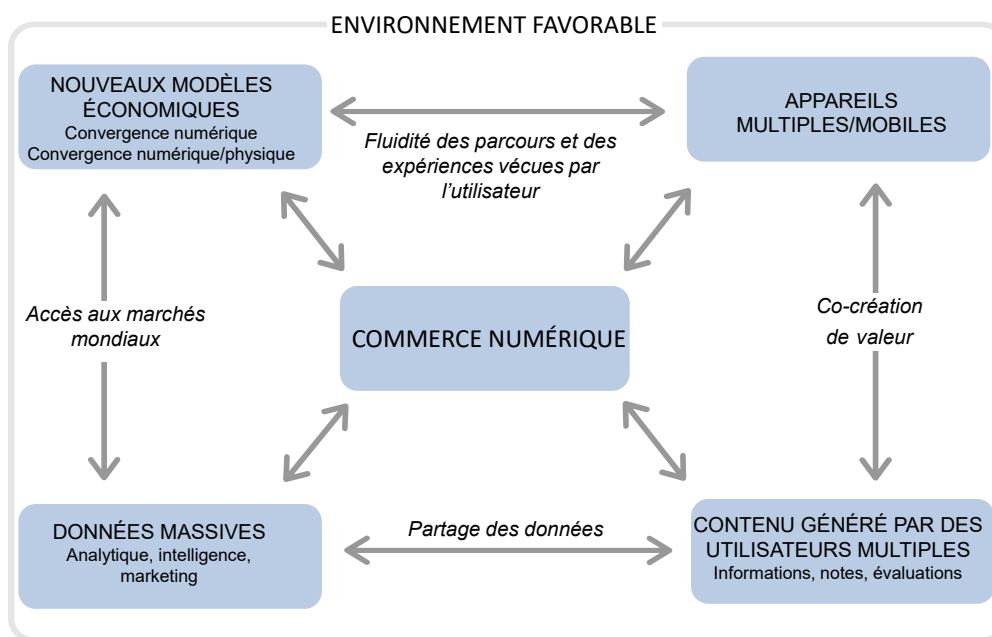 ENVIRONNEMENT FAVORABLE
NOUVEAUX MODÈLES
ÉCONOMIQUES
Convergence numérique
Convergence numérique/physique
APPAREILS
MULTIPLES/MOBILES
Fluidité des parcours et des
expériences vécues par
l’utilisateur
Accès aux marchés
mondiaux
COMMERCE NUMÉRIQUE
Co-création
de valeur
DONNÉES MASSIVES
Analytique, intelligence,
marketing
Partage des données
CONTENU GÉNÉRÉ PAR DES
UTILISATEURS MULTIPLES
Informations, notes, évaluations